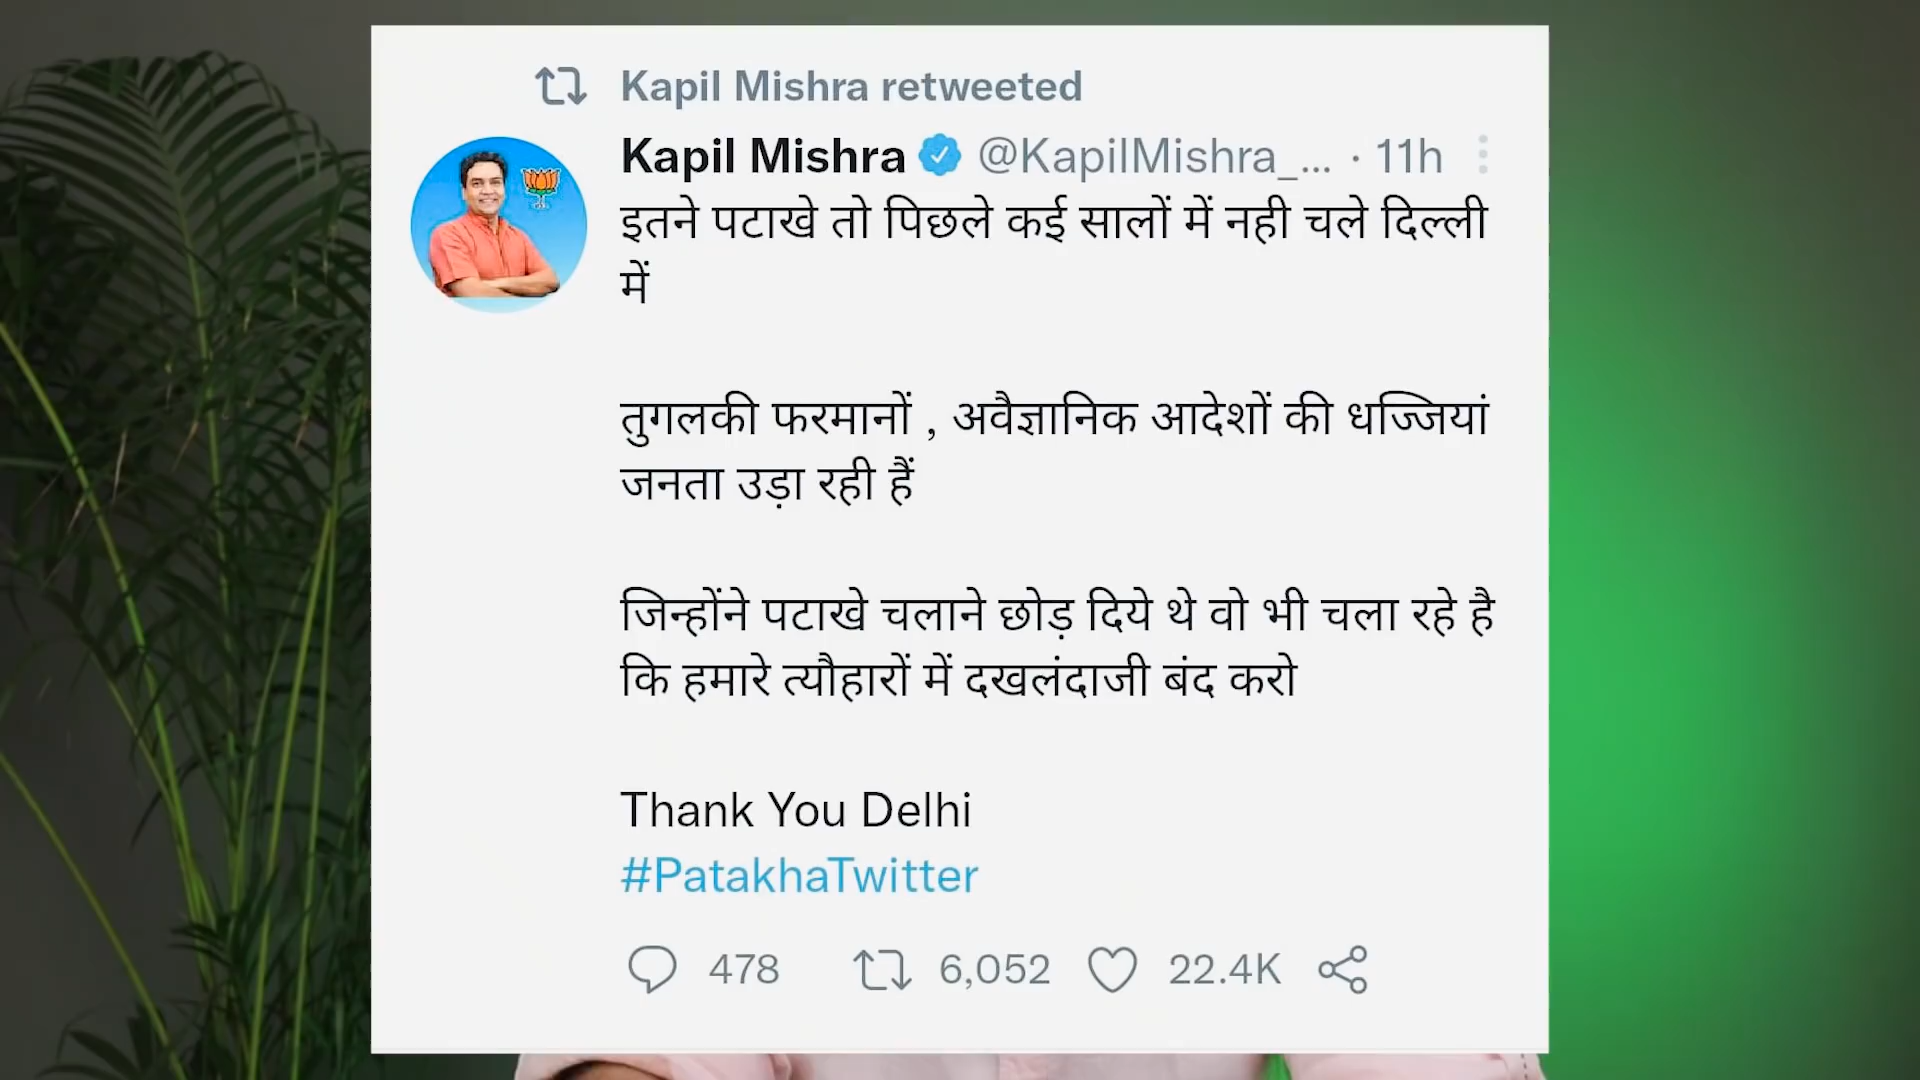 Kapil Mishra retweeted
Kapil Mishra @KapilMishra_... · 11h
इतने पटाखे तो पिछले कई सालों में नही चले दिल्ली
में
तुगलकी फरमानों , अवैज्ञानिक आदेशों की धज्जियां
जनता उड़ा रही हैं
जिन्होंने पटाखे चलाने छोड़ दिये थे वो भी चला रहे है
कि हमारे त्यौहारों में दखलंदाजी बंद करो
Thank You Delhi
#PatakhaTwitter
478 6,052 22.4K